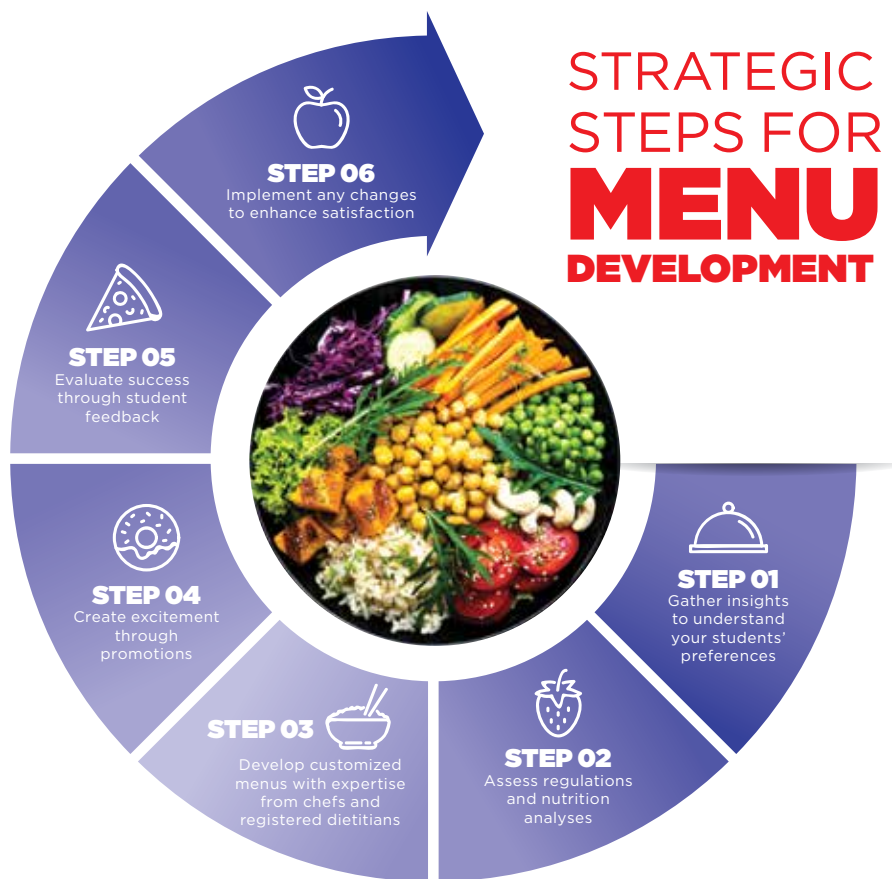 STRATEGIC
STEPS FOR
MENU
DEVELOPMENT
STEP 01
Gather insights
to understand
your students’
preferences
STEP 02
Assess regulations
and nutrition
analyses
STEP 03
Develop customized
menus with expertise
from chefs and
registered dietitians
STEP 04
Create excitement
through
promotions
STEP 05
Evaluate success
through student
feedback
STEP 06
Implement any changes
to enhance satisfaction